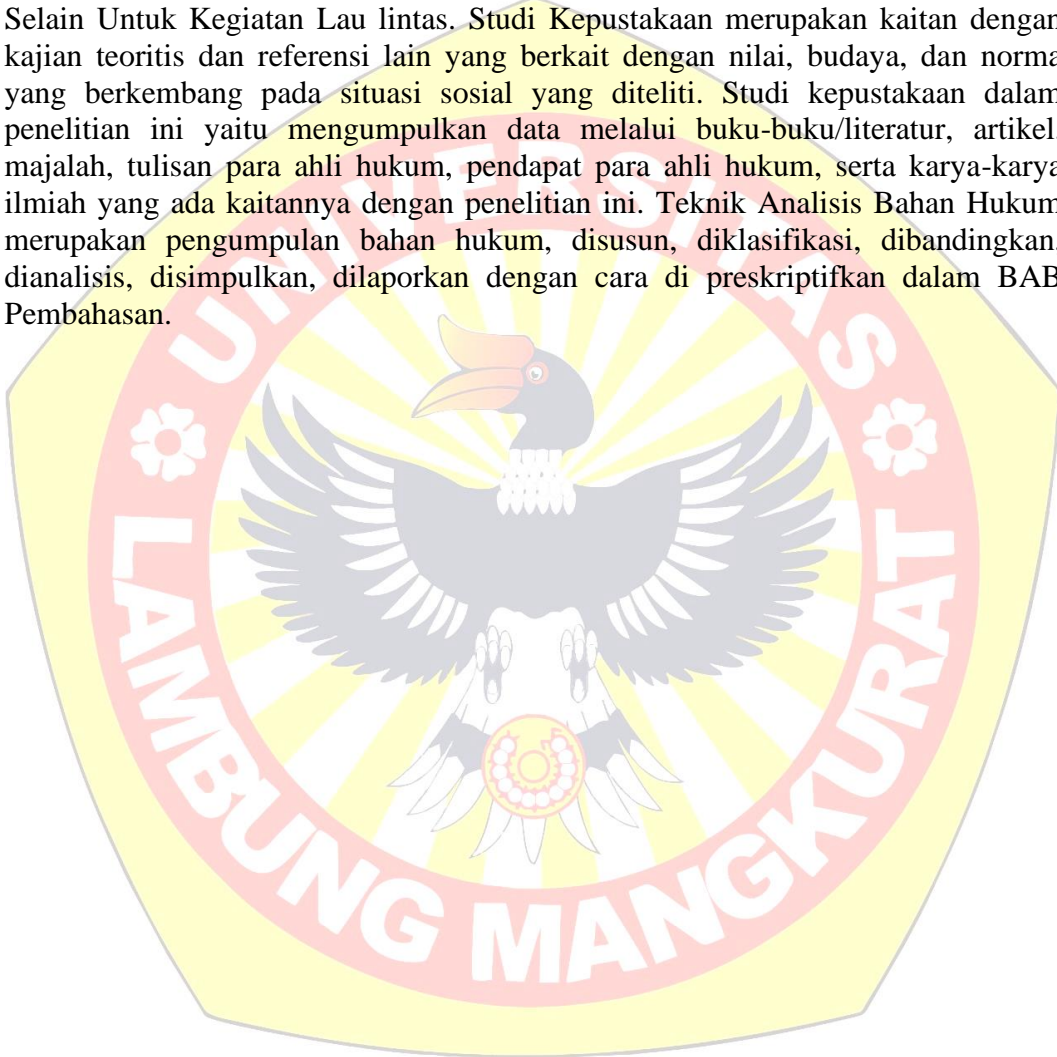 Selain Untuk Kegiatan Lau lintas. Studi Kepustakaan merupakan kaitan dengan
kajian teoritis dan referensi lain yang berkait dengan nilai, budaya, dan norma
yang berkembang pada situasi sosial yang diteliti. Studi kepustakaan dalam
penelitian ini yaitu mengumpulkan data melalui buku-buku/literatur, artikel,
majalah, tulisan para ahli hukum, pendapat para ahli hukum, serta karya-karya
ilmiah yang ada kaitannya dengan penelitian ini. Teknik Analisis Bahan Hukum
merupakan pengumpulan bahan hukum, disusun, diklasifikasi, dibandingkan,
dianalisis, disimpulkan, dilaporkan dengan cara di preskriptifkan dalam BAB
Pembahasan.
UNIVERSITAS
LAMBUNG MANGKURAT